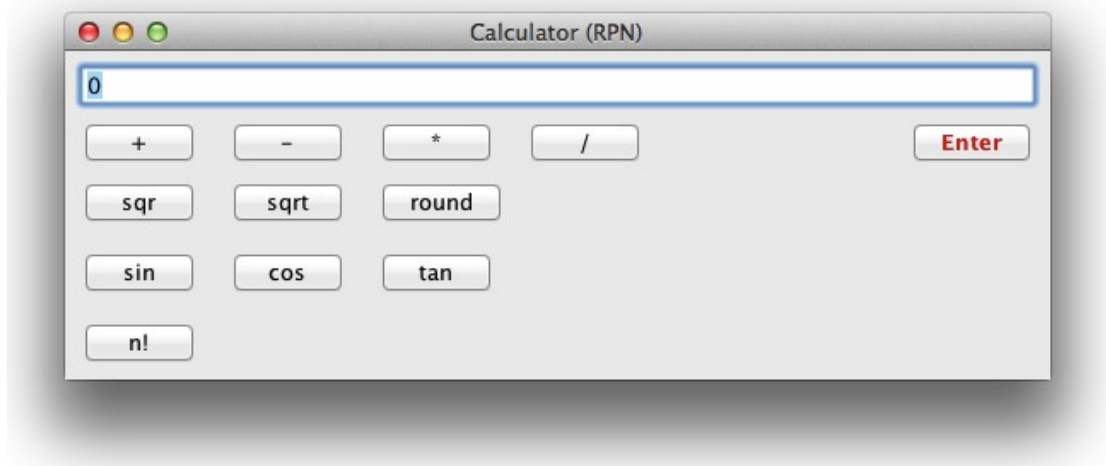 Calculator (RPN)
0
+ - * / Enter
sqr sqrt round
sin cos tan
n!